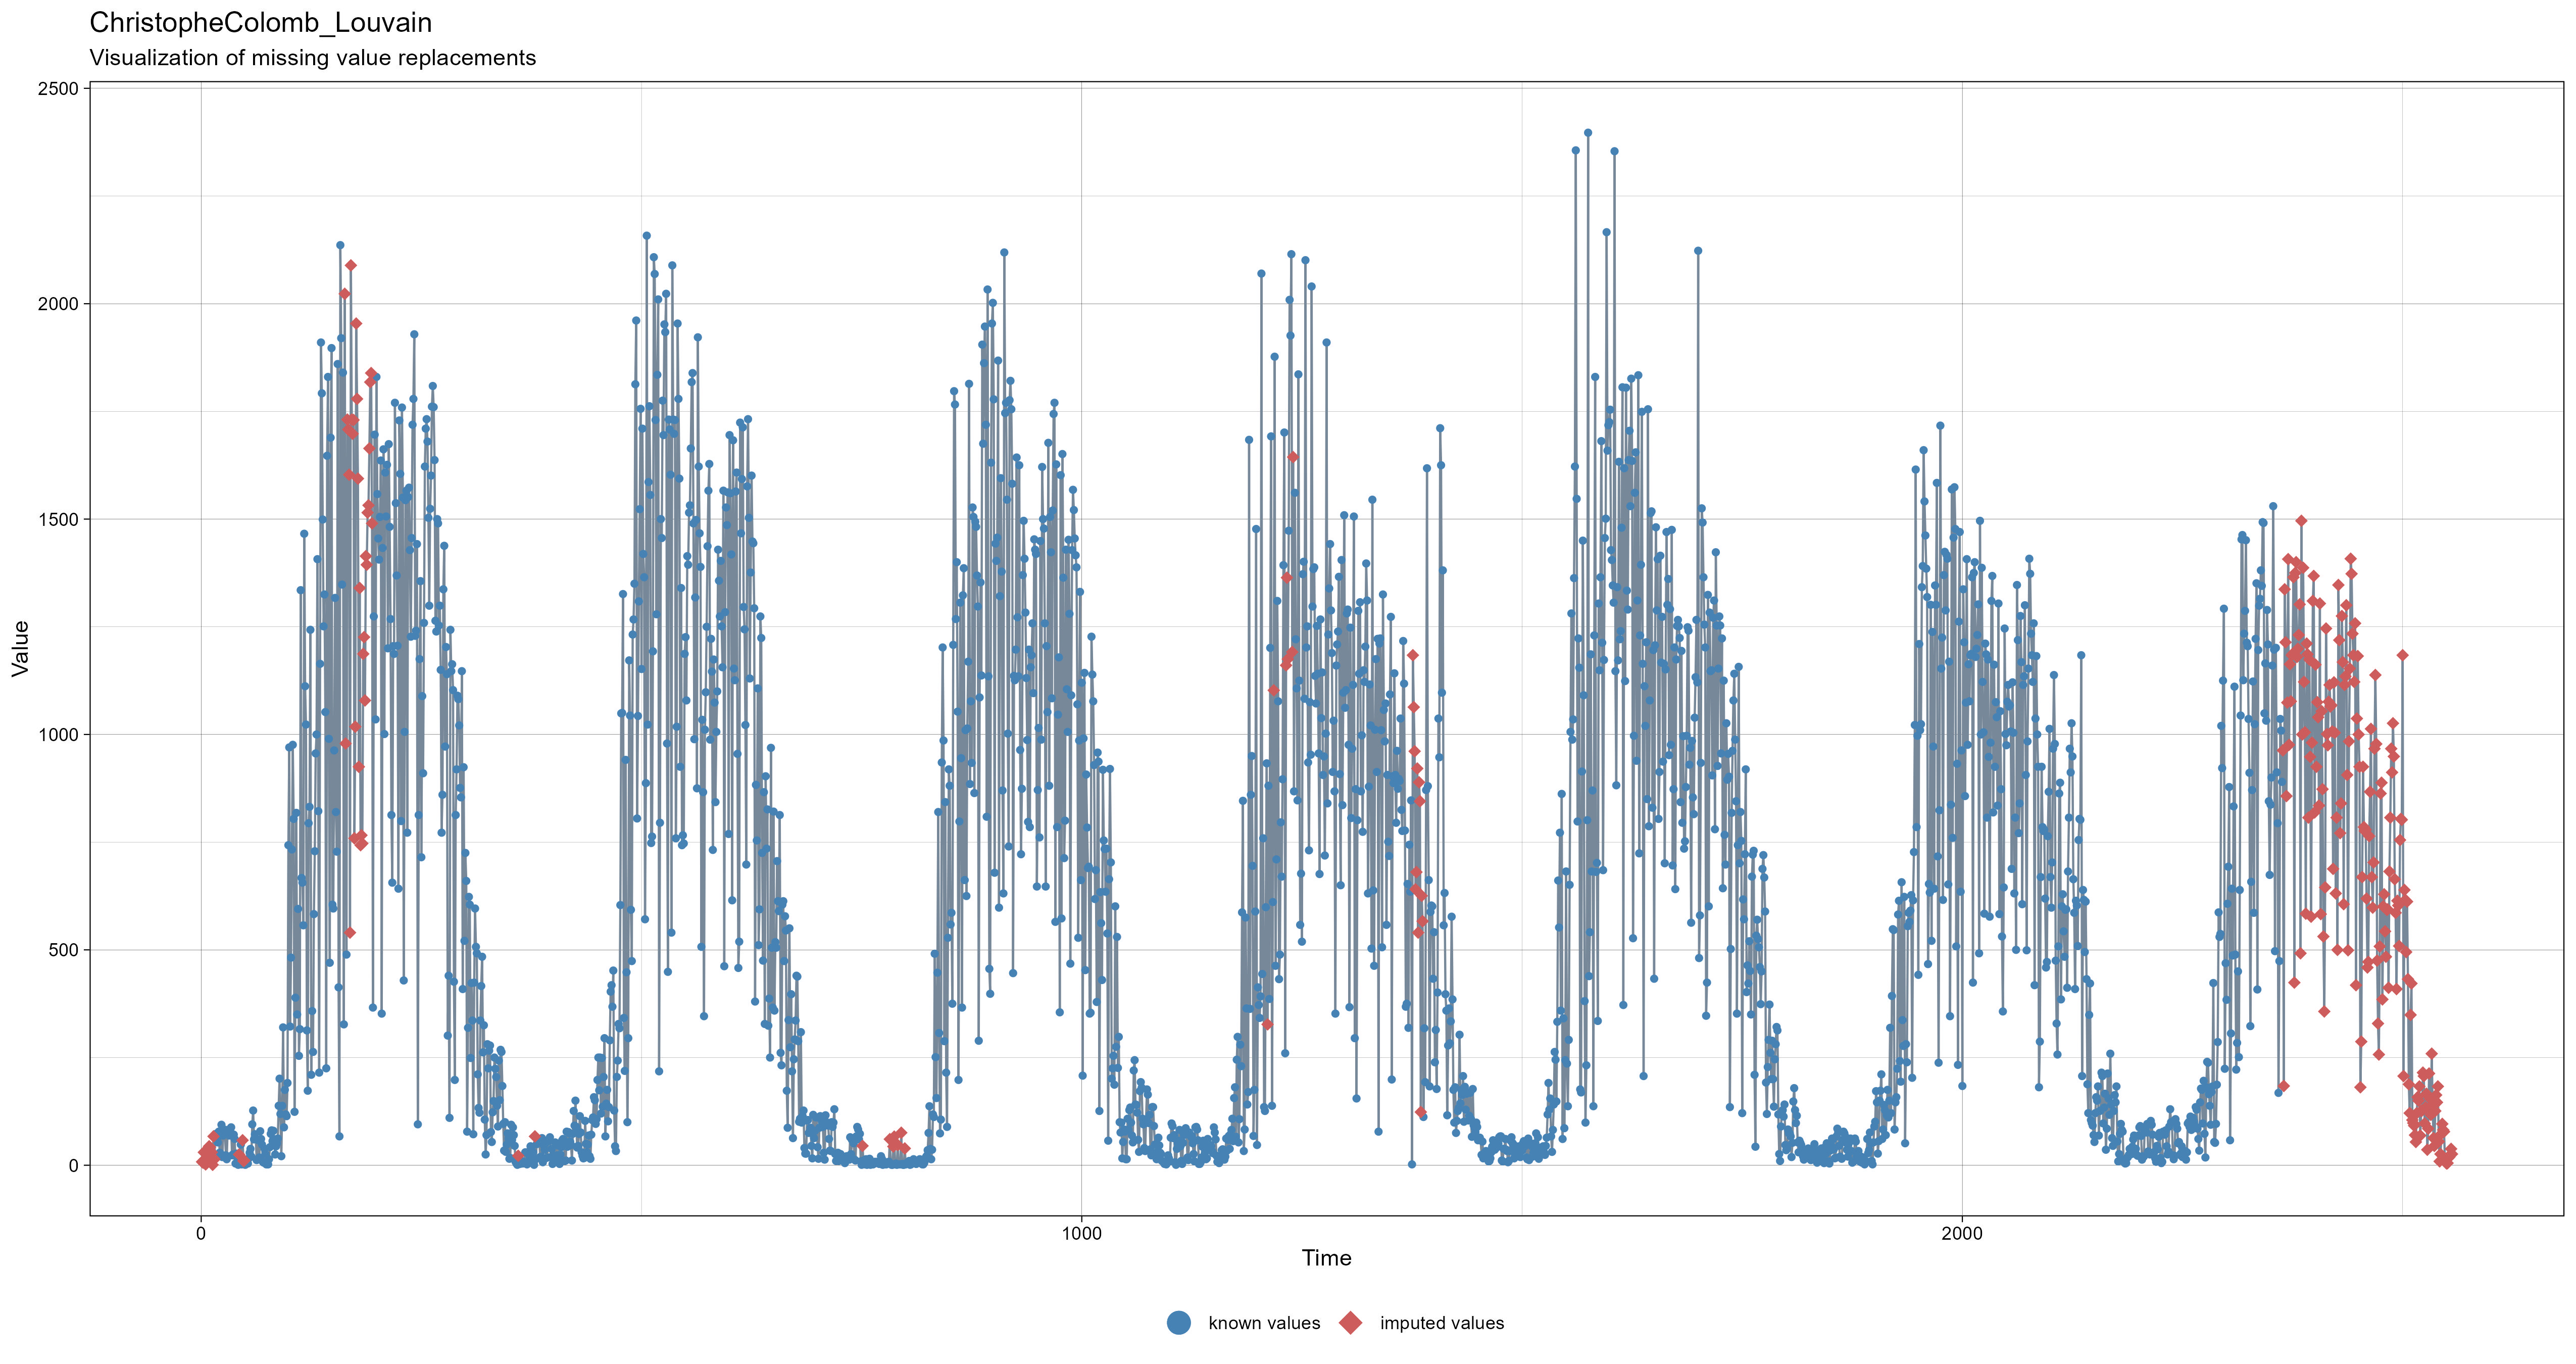 ChristopheColomb_Louvain
Visualization of missing value replacements
2500
2000
1500
1000
500
0
Value
0 1000 2000
Time
known values imputed values